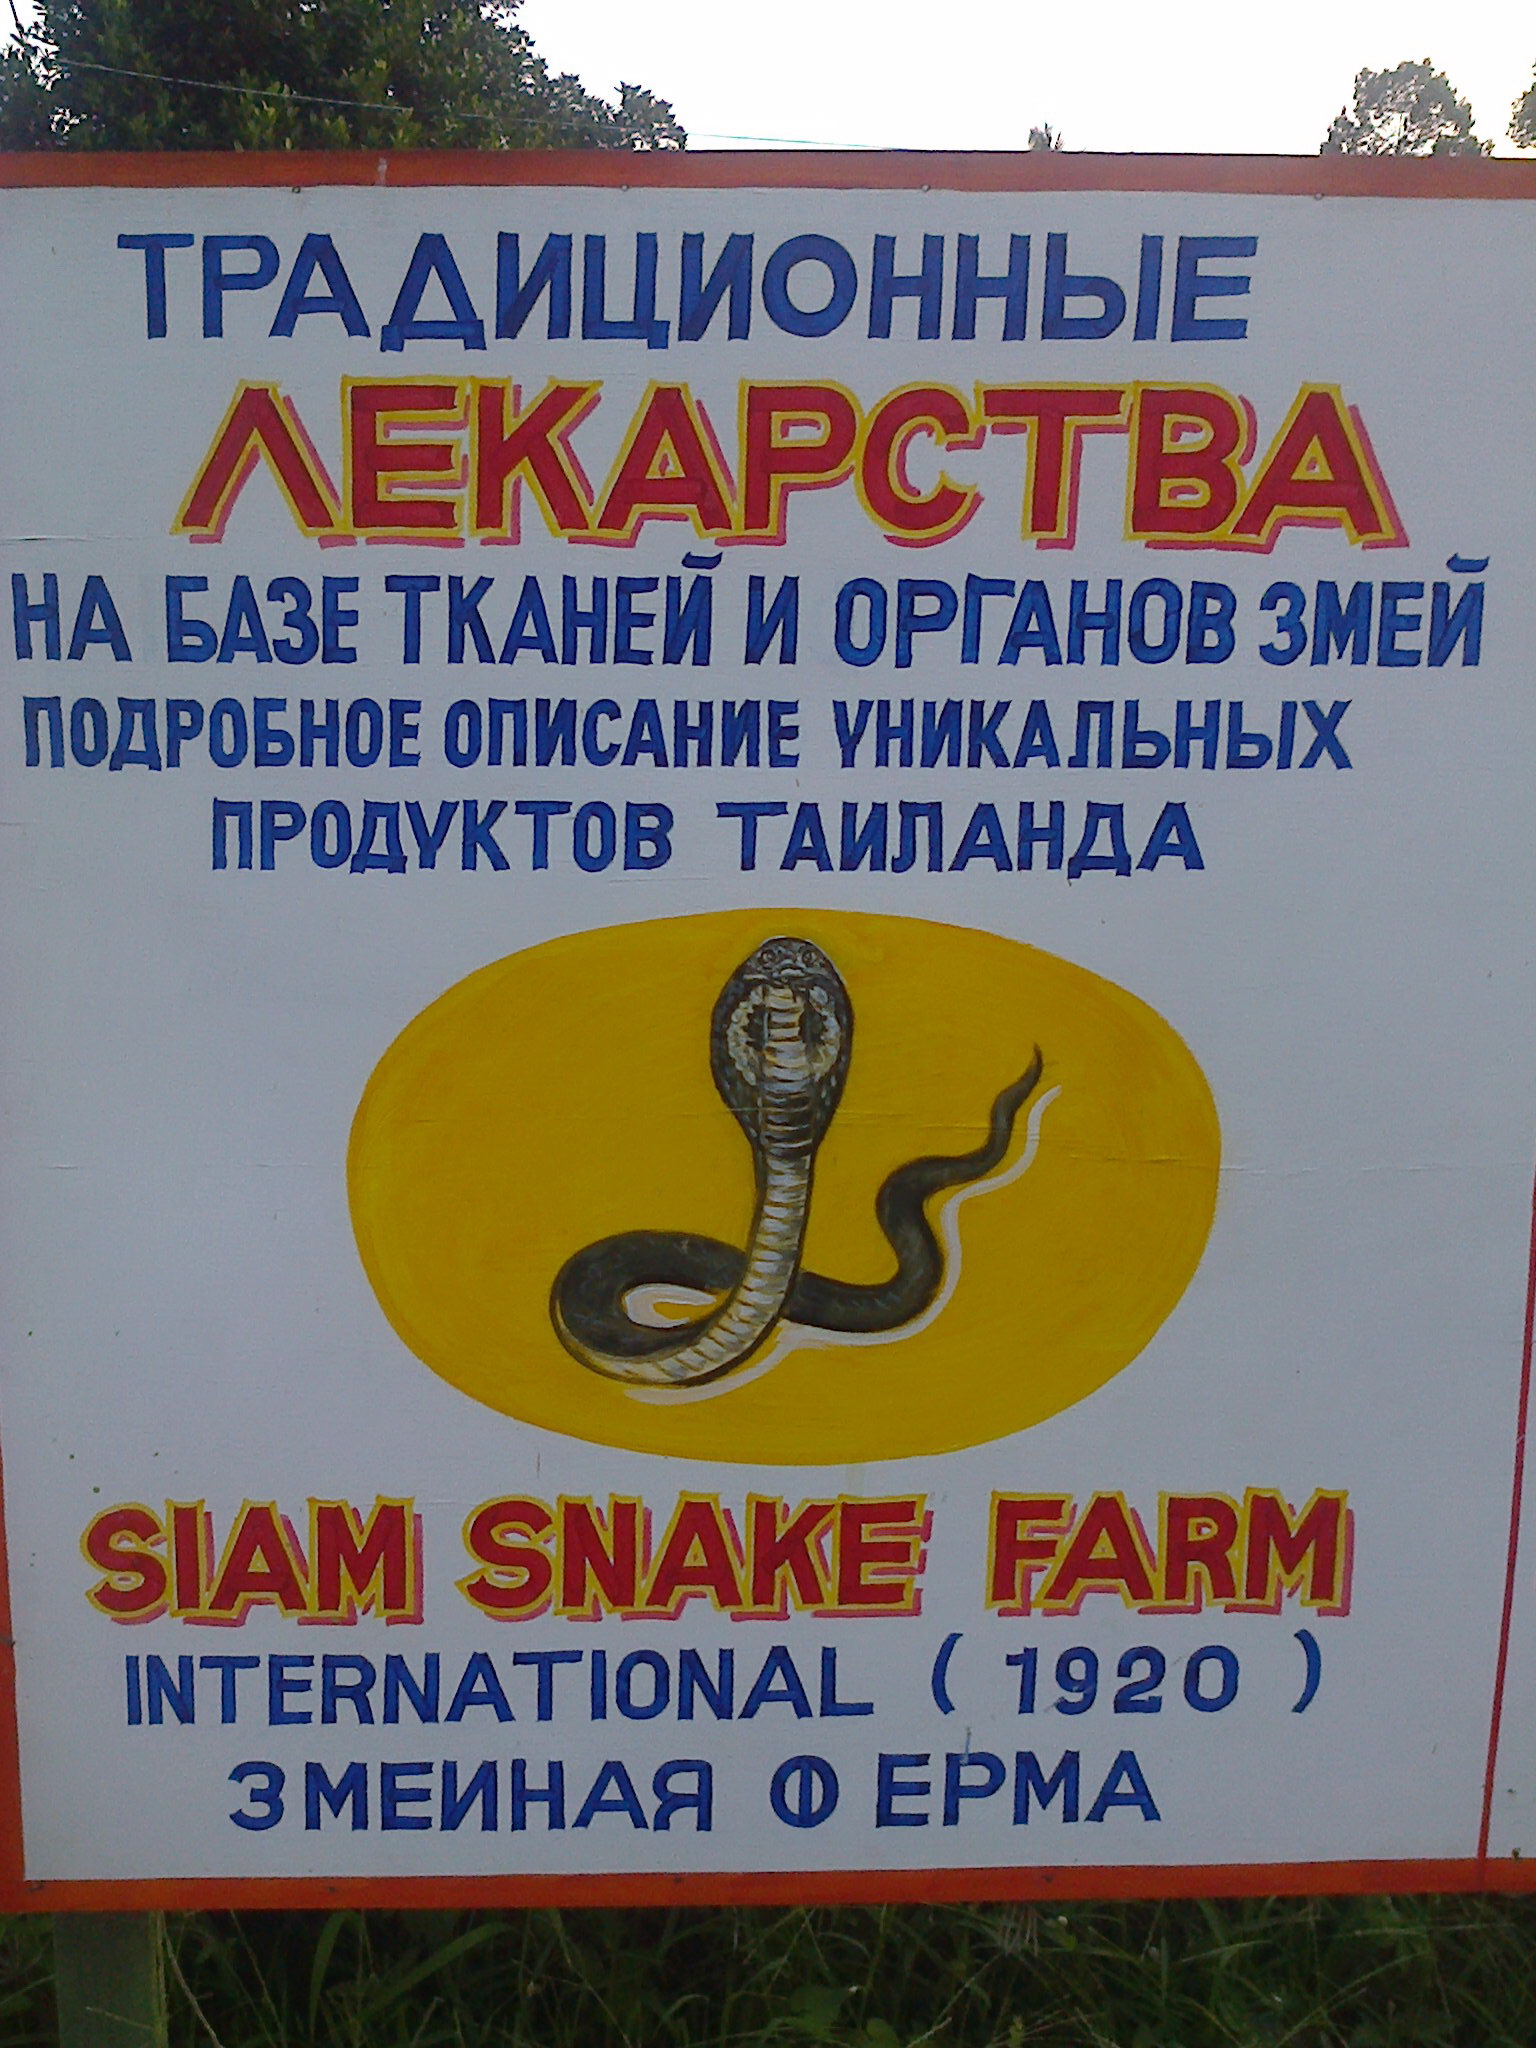 ТРАДИЦИОННЫЕ
ЛЕКАРСТВА
НА БАЗЕ ТКАНЕЙ И ОРГАНОВ ЗМЕЙ
ПОДРОБНОЕ ОПИСАНИЕ УНИКАЛЬНЫХ
ПРОДУКТОВ ТАИЛАНДА
SIAM SNAKE FARM
INTERNATIONAL ( 1920 )
ЗМЕИНАЯ ФЕРМА